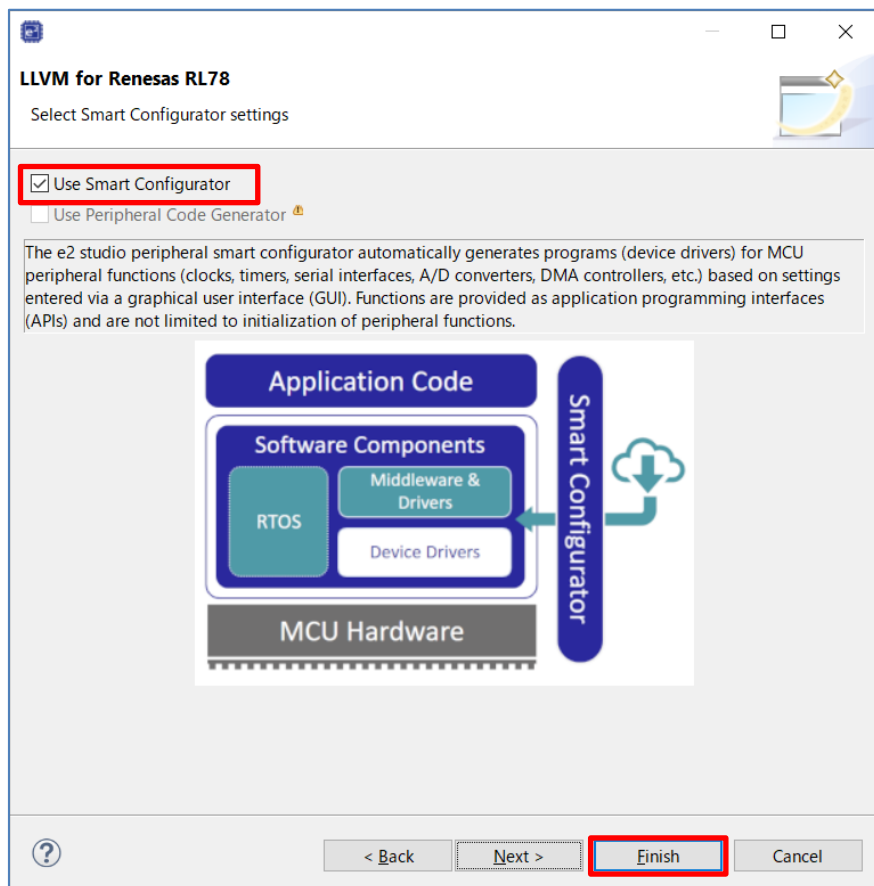 e²
LLVM for Renesas RL78
Select Smart Configurator settings
Use Smart Configurator
Use Peripheral Code Generator
The e2 studio peripheral smart configurator automatically generates programs (device drivers) for MCU
peripheral functions (clocks, timers, serial interfaces, A/D converters, DMA controllers, etc.) based on settings
entered via a graphical user interface (GUI). Functions are provided as application programming interfaces
(APIs) and are not limited to initialization of peripheral functions.
Application Code
Software Components
RTOS
Middleware &
Drivers
Device Drivers
MCU Hardware
Smart Configurator
?
< Back
Next >
Finish
Cancel